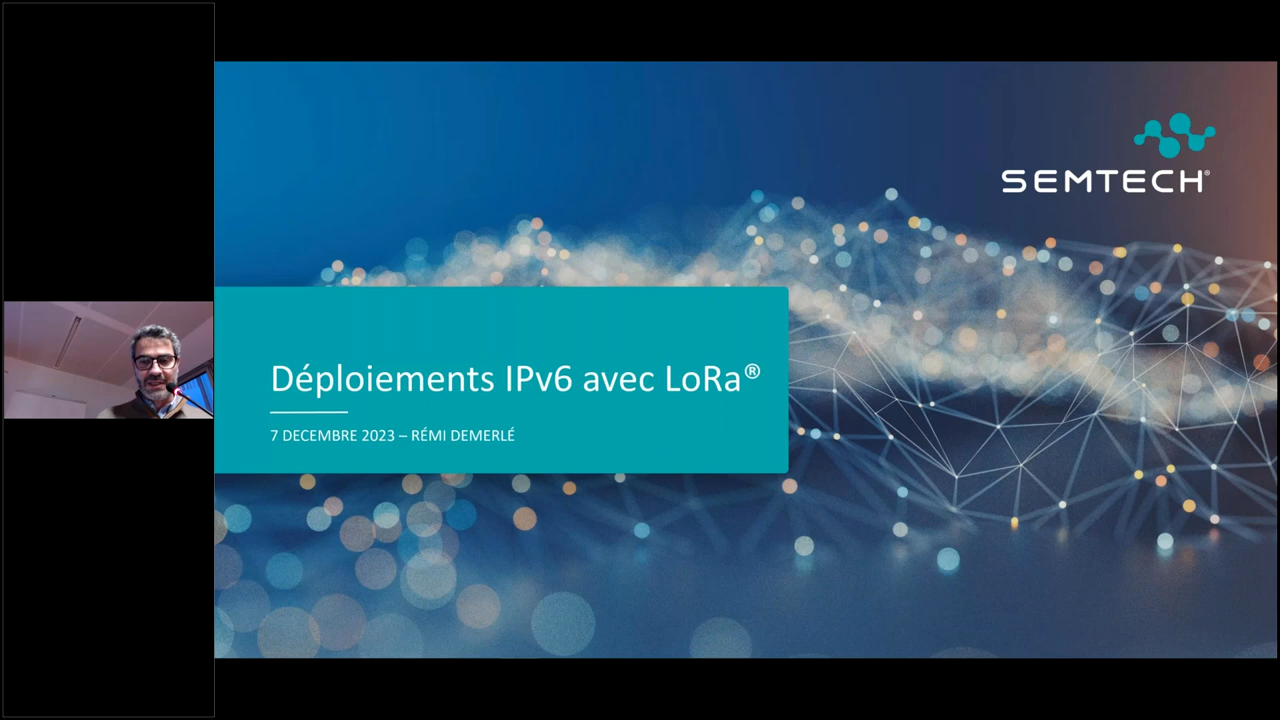 SEMTECH®
Déploiements IPv6 avec LoRa®
7 DECEMBRE 2023 – RÉMI DEMERLÉ